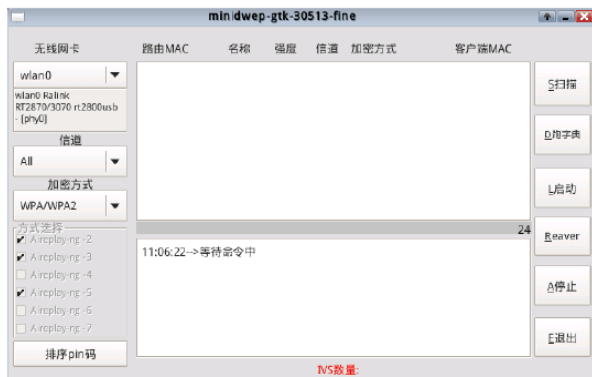 minidwep-gtk-30513-fine
无线网卡
路由MAC 名称 强度 信道 加密方式 客户端MAC
wlan0
wlan0 Ralink
RT2870/3070 rt2800usb
- [phy0]
信道
All
加密方式
WPA/WPA2
方式选择
Aireplay-ng -2
Aireplay-ng -3
Aireplay-ng -4
Aireplay-ng -5
Aireplay-ng -6
Aireplay-ng -7
排序pin码
24
11:06:22-->等待命令中
IVS数量:
S扫描
D跑字典
L启动
Reaver
A停止
E退出